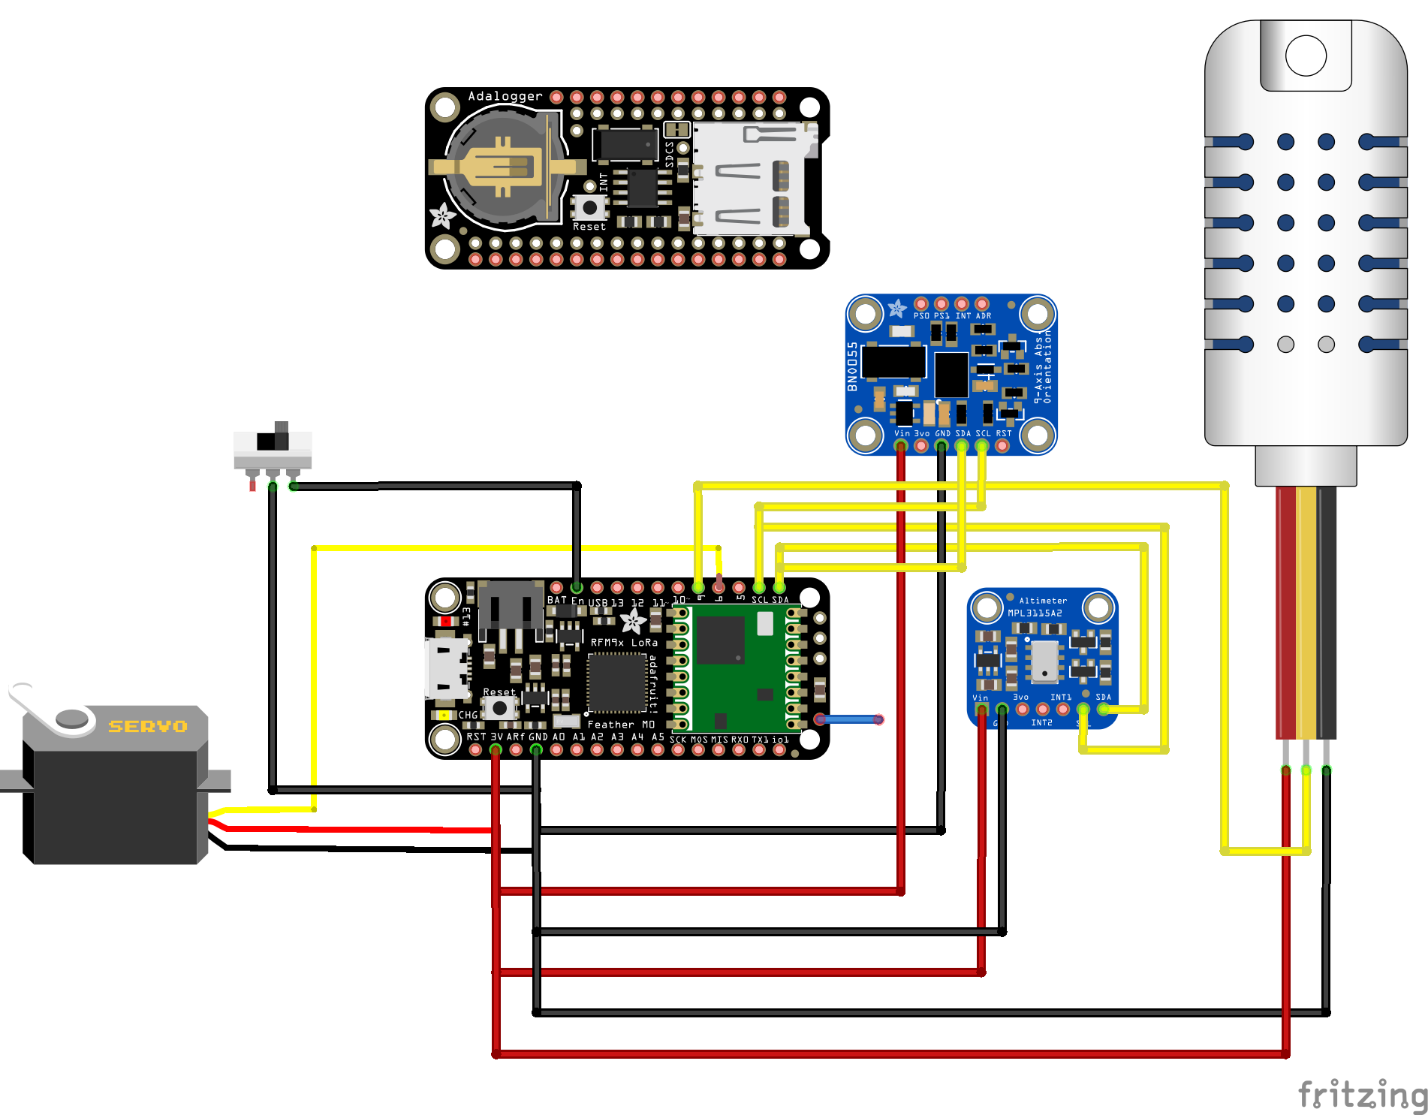 Adalogger
SDCS
INT
Reset
PS0 PS1 INT ADR
BNO055
9-Axis Abs.
Orientation
Vin 3vo GND SDA SCL RST
BAT En USB 13 12 11 10 9 6 5 SCL SDA
#13
RFM9x LoRa
adafruit!
Reset
CHG
Feather M0
RST 3V ARf GND A0 A1 A2 A3 A4 A5 SCK MOS MIS RX0 TX1 io1
Altimeter
MPL3115A2
Vin 3vo INT1 SDA
INT2
SERVO
fritzing